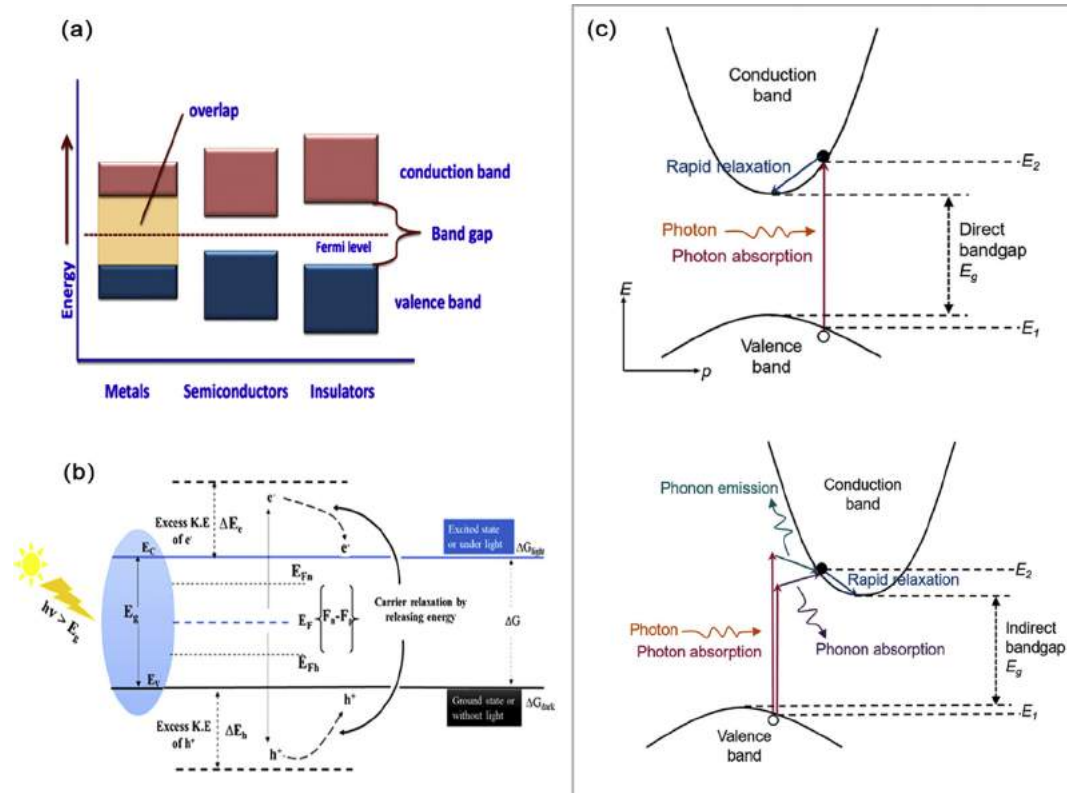 (a)
overlap
conduction band
Band gap
Fermi level
valence band
Energy
Metals
Semiconductors
Insulators
(b)
Excess K.E
of e-
ΔEe
e-
e-
EC
Excited state
or under light
ΔGlight
hν > Eg
Eg
EFn
EF
Fn-Fp
EFh
Carrier relaxation by
releasing energy
ΔG
EV
Ground state or
without light
ΔGdark
Excess K.E
of h+
ΔEh
h+
h+
(c)
Conduction
band
Rapid relaxation
E2
Photon
Photon absorption
Direct
bandgap
Eg
E
p
Valence
band
E1
Conduction
band
Phonon emission
E2
Rapid relaxation
Photon
Photon absorption
Phonon absorption
Indirect
bandgap
Eg
E1
Valence
band